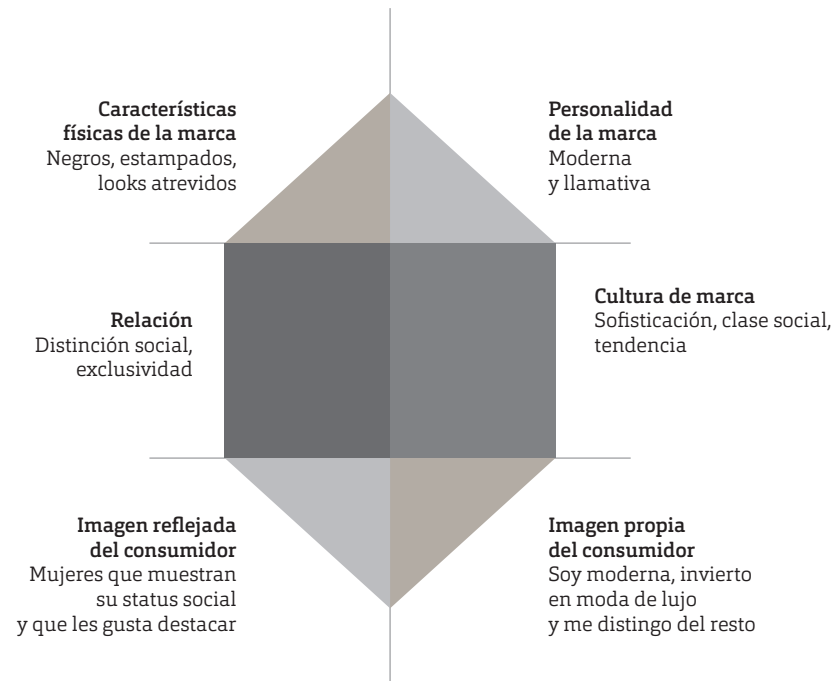 Características
físicas de la marca
Negros, estampados,
looks atrevidos
Personalidad
de la marca
Moderna
y llamativa
Relación
Distinción social,
exclusividad
Cultura de marca
Sofisticación, clase social,
tendencia
Imagen reflejada
del consumidor
Mujeres que muestran
su status social
y que les gusta destacar
Imagen propia
del consumidor
Soy moderna, invierto
en moda de lujo
y me distingo del resto